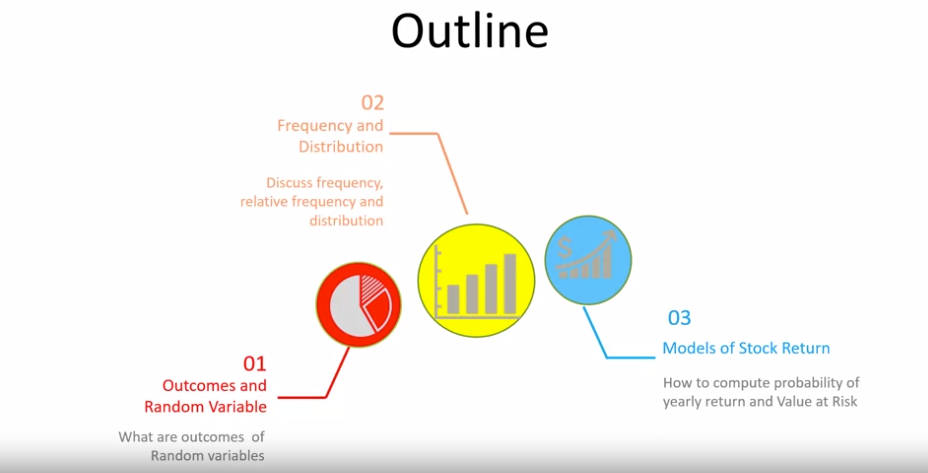 Outline
02
Frequency and
Distribution
Discuss frequency,
relative frequency and
distribution
$
01
Outcomes and
Random Variable
What are outcomes of
Random variables
03
Models of Stock Return
How to compute probability of
yearly return and Value at Risk